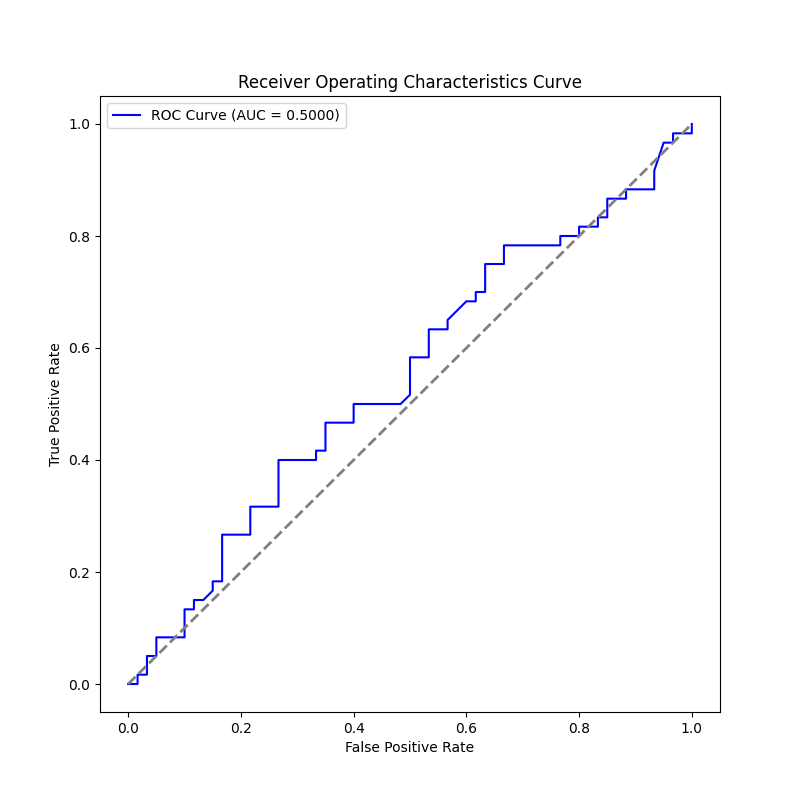 Receiver Operating Characteristics Curve
ROC Curve (AUC = 0.5000)
1.0
0.8
0.6
0.4
0.2
0.0
True Positive Rate
0.0 0.2 0.4 0.6 0.8 1.0
False Positive Rate